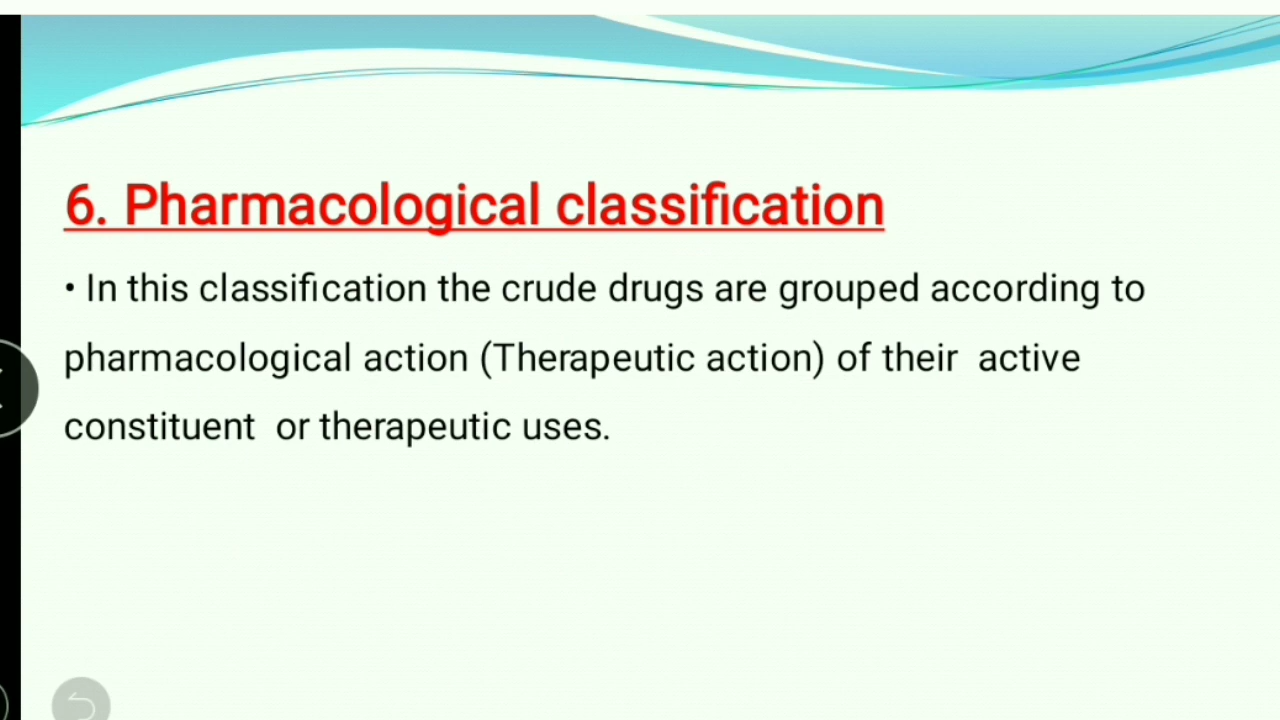 6. Pharmacological classification
• In this classification the crude drugs are grouped according to
pharmacological action (Therapeutic action) of their active
constituent or therapeutic uses.